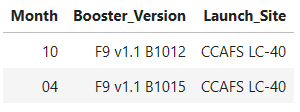 Month Booster_Version Launch_Site
10 F9 v1.1 B1012 CCAFS LC-40
04 F9 v1.1 B1015 CCAFS LC-40